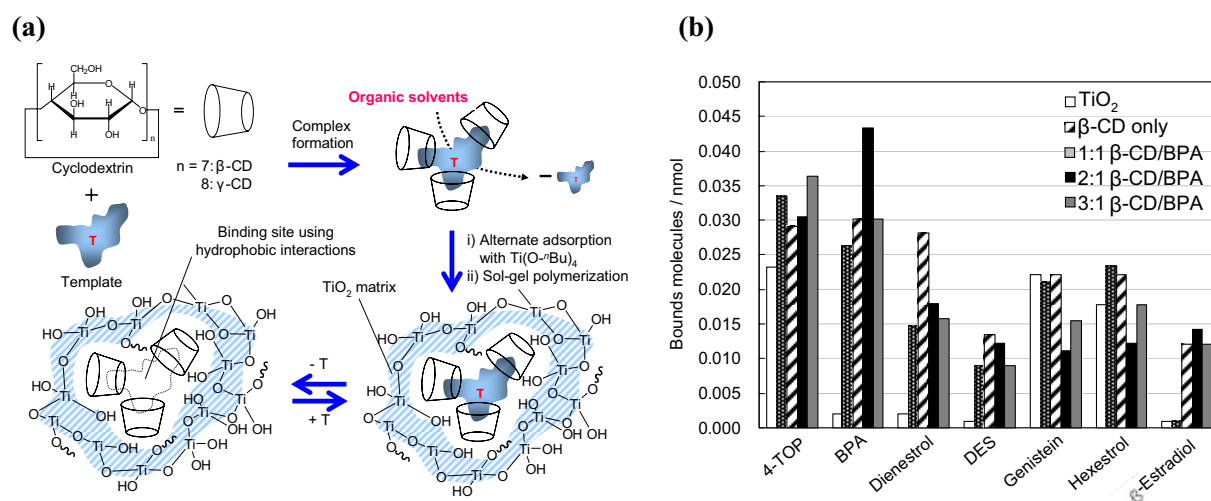 (a)
CH2OH
O
H
H
H
OH
H
H
OH
O
n
Cyclodextrin
=
n = 7: β-CD
8: γ-CD
+
T
Template
Complex
formation
Organic solvents
T
−
T
i) Alternate adsorption
with Ti(O-nBu)4
ii) Sol-gel polymerization
Binding site using
hydrophobic interactions
TiO2 matrix
- T
+ T
T
(b)
Bounds molecules / nmol
0.050
0.045
0.040
0.035
0.030
0.025
0.020
0.015
0.010
0.005
0.000
TiO2
β-CD only
1:1 β-CD/BPA
2:1 β-CD/BPA
3:1 β-CD/BPA
4-TOP
BPA
Dienestrol
DES
Genistein
Hexestrol
β-Estradiol